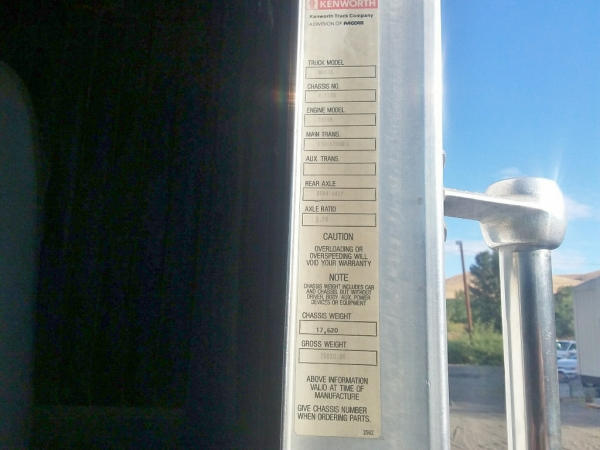 KENWORTH
Kenworth Truck Company
A DIVISION OF PACCAR
TRUCK MODEL
CHASSIS NO.
ENGINE MODEL
MAIN TRANS.
AUX. TRANS.
REAR AXLE
AXLE RATIO
CAUTION
OVERLOADING OR
OVERSPEEDING WILL
VOID YOUR WARRANTY
NOTE
CHASSIS WEIGHT INCLUDES CAB
AND CHASSIS, BUT WITHOUT
DRIVER, BODY, AUX. POWER
DEVICES OR EQUIPMENT
CHASSIS WEIGHT
17,620
GROSS WEIGHT
ABOVE INFORMATION
VALID AT TIME OF
MANUFACTURE
GIVE CHASSIS NUMBER
WHEN ORDERING PARTS.